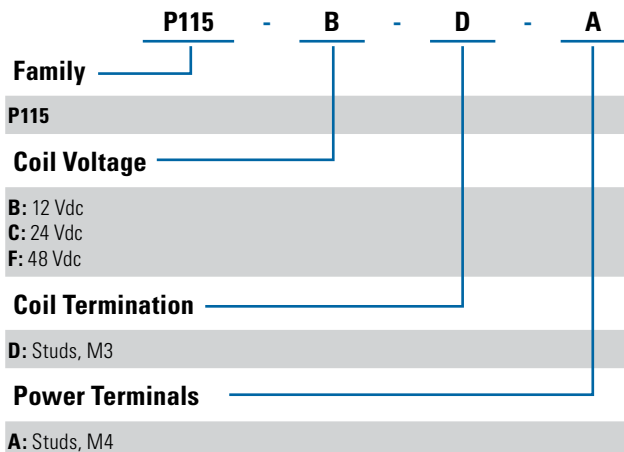 P115 - B - D - A
Family
P115
Coil Voltage
B: 12 Vdc
C: 24 Vdc
F: 48 Vdc
Coil Termination
D: Studs, M3
Power Terminals
A: Studs, M4